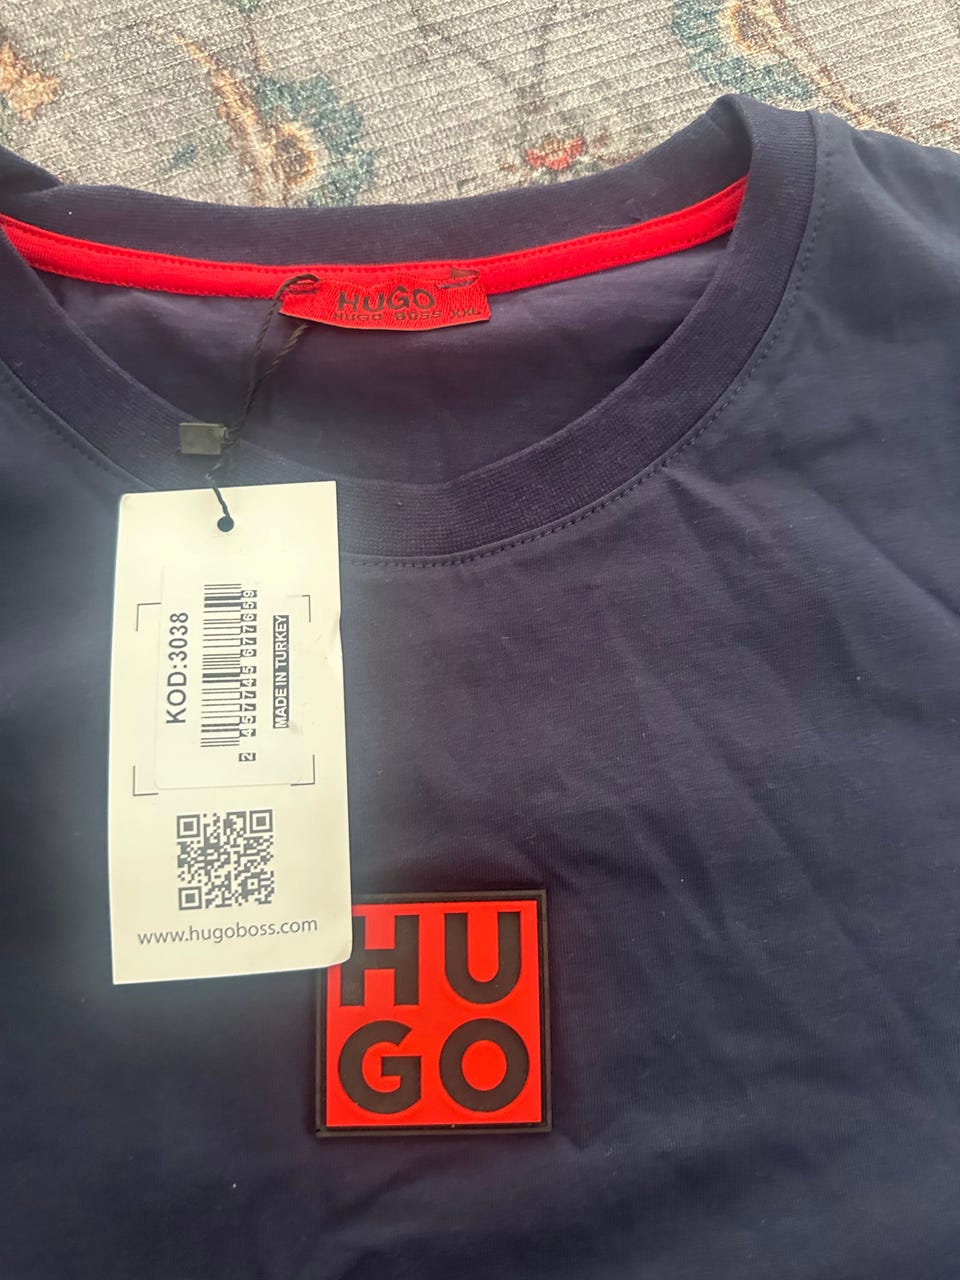 HUGO
HUGO BOSS XXL
KOD:3038
2 457745 677659
MADE IN TURKEY
www.hugoboss.com
HU
GO